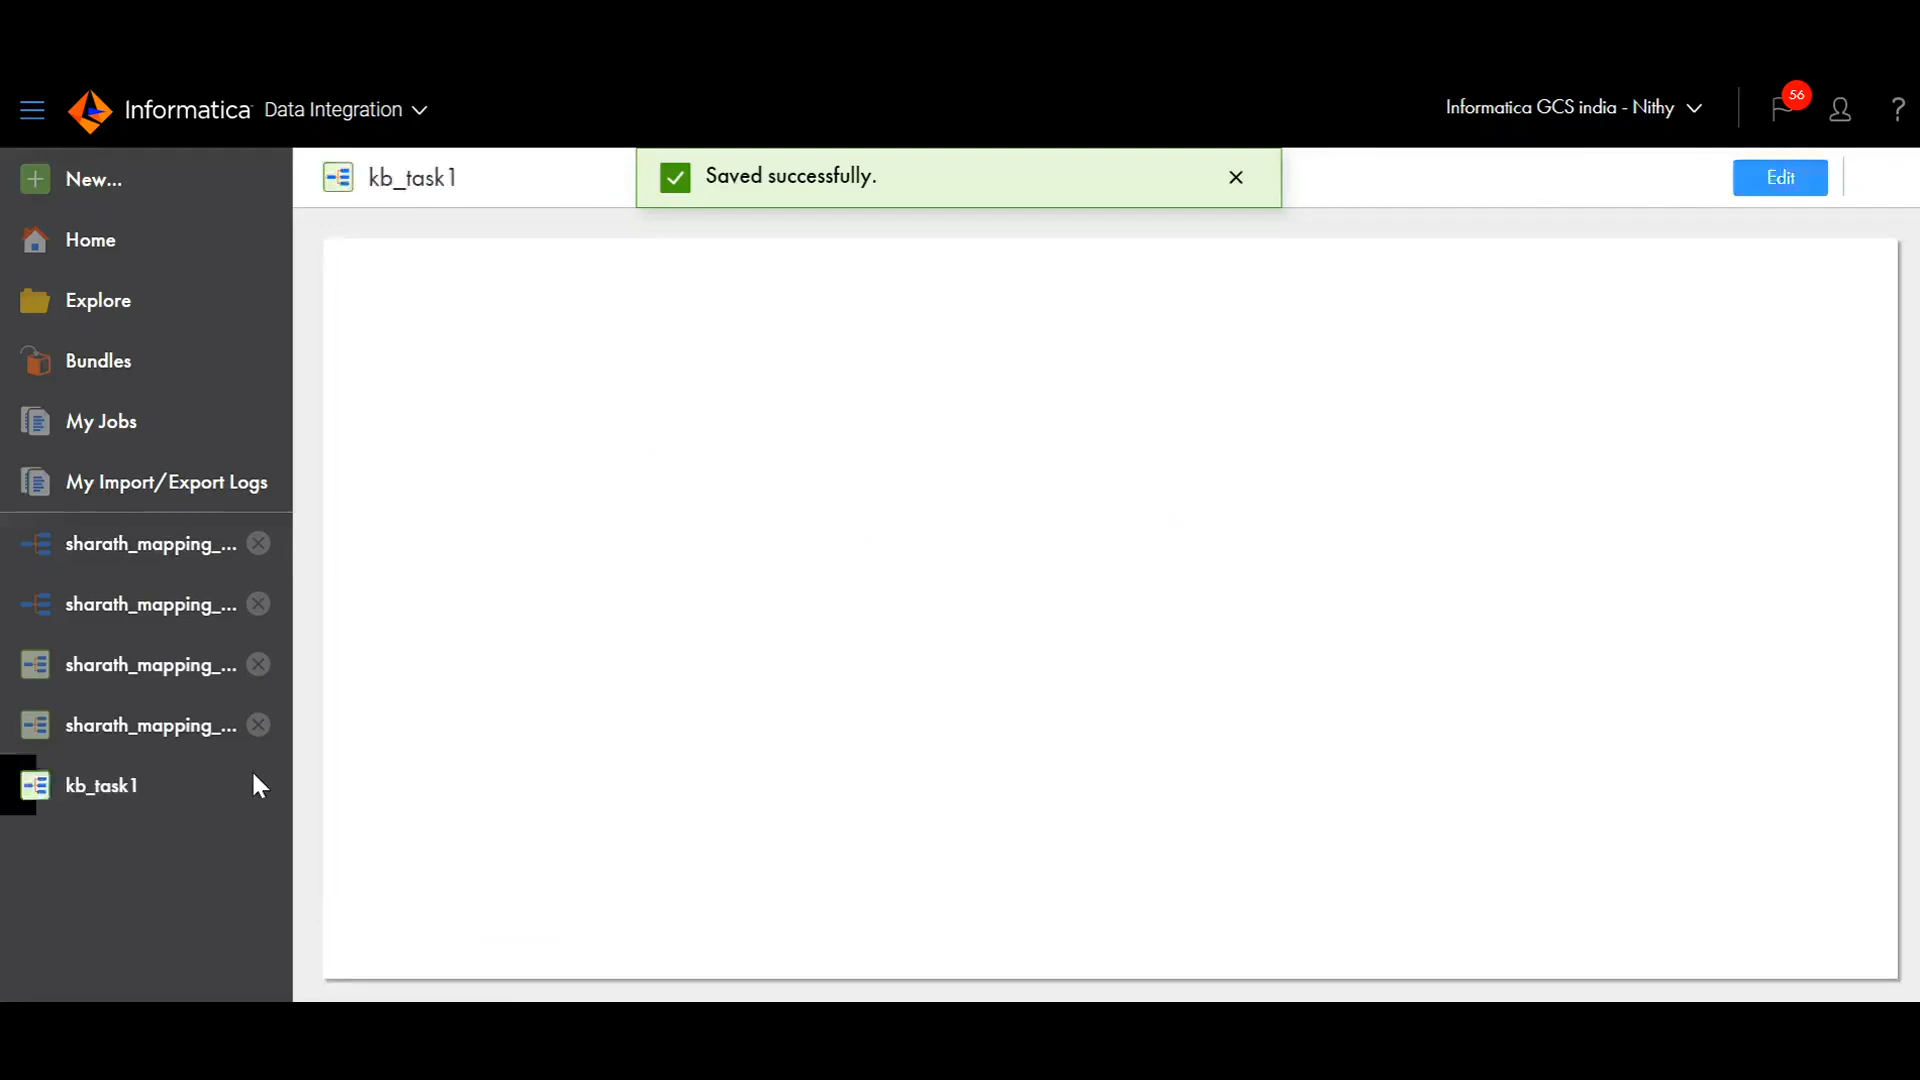 Informatica Data Integration
Informatica GCS india - Nithy
56
?
New...
kb_task1
Saved successfully.
Edit
Home
Explore
Bundles
My Jobs
My Import/Export Logs
sharath_mapping_...
sharath_mapping_...
sharath_mapping_...
sharath_mapping_...
kb_task1